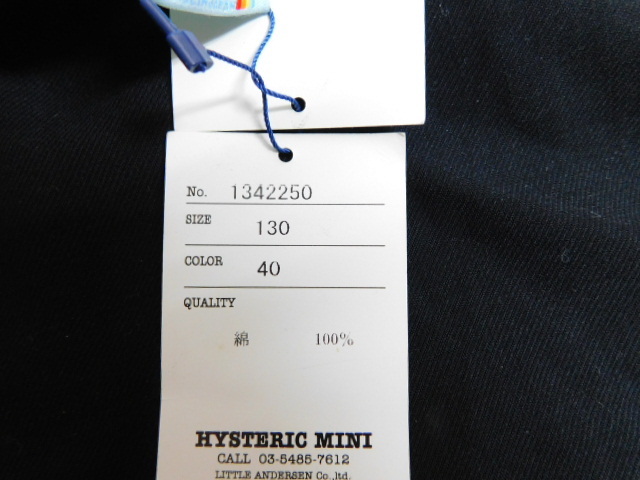 No. 1342250
SIZE 130
COLOR 40
QUALITY
綿 100%
HYSTERIC MINI
CALL 03-5485-7612
LITTLE ANDERSEN Co.,ltd.